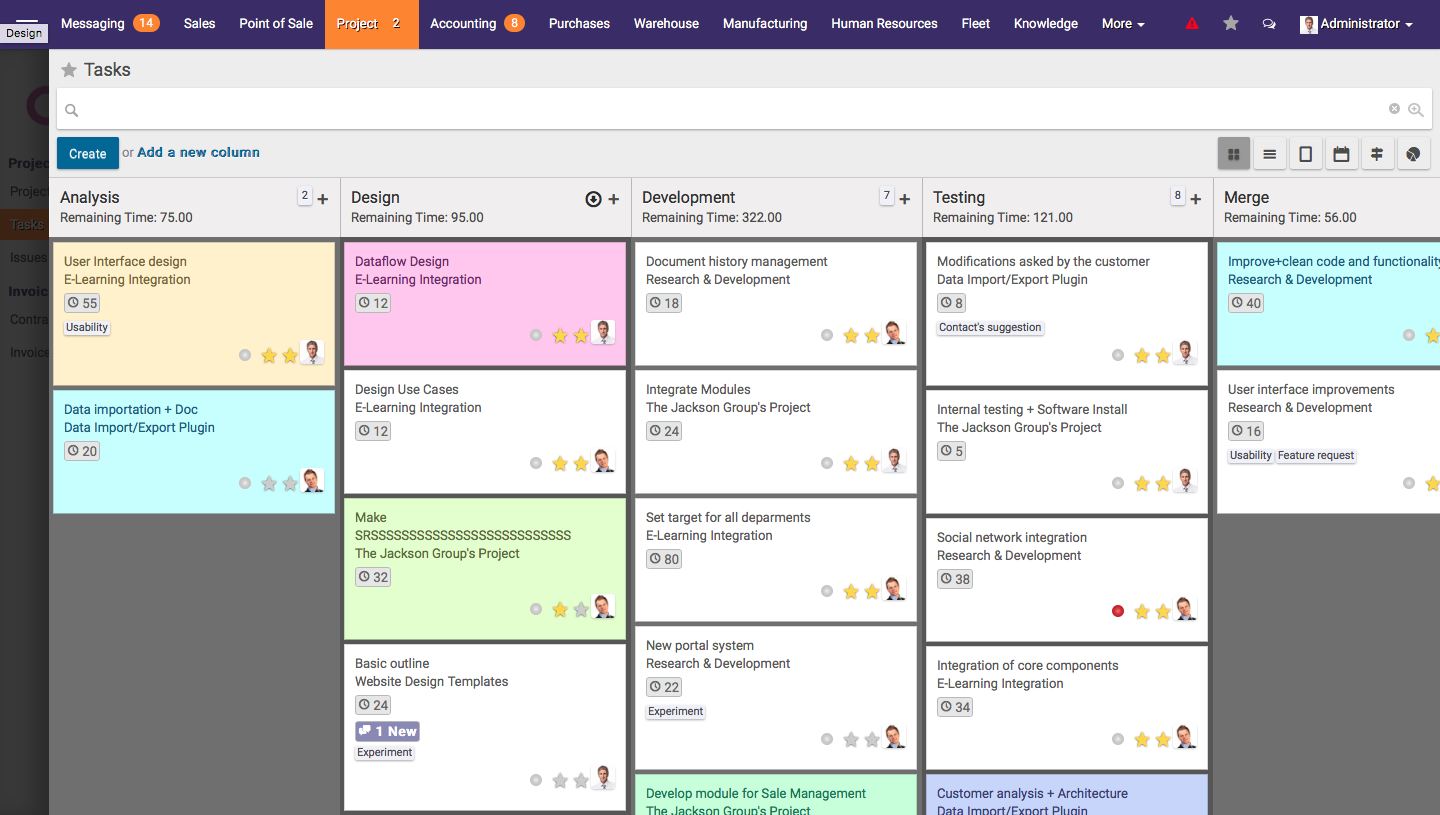 Messaging 14 Sales Point of Sale Project 2 Accounting 8 Purchases Warehouse Manufacturing Human Resources Fleet Knowledge More Administrator
Design
Tasks
Create or Add a new column
Projec
Project
Tasks
Issues
Invoic
Contra
Invoice
Analysis 2 +
Remaining Time: 75.00
User Interface design
E-Learning Integration
55
Usability
Data importation + Doc
Data Import/Export Plugin
20
Design +
Remaining Time: 95.00
Dataflow Design
E-Learning Integration
12
Design Use Cases
E-Learning Integration
12
Make
SRSSSSSSSSSSSSSSSSSSSSSSSSSS
The Jackson Group's Project
32
Basic outline
Website Design Templates
24
1 New
Experiment
Development 7 +
Remaining Time: 322.00
Document history management
Research & Development
18
Integrate Modules
The Jackson Group's Project
24
Set target for all deparments
E-Learning Integration
80
New portal system
Research & Development
22
Experiment
Develop module for Sale Management
The Jackson Group's Project
Testing 8 +
Remaining Time: 121.00
Modifications asked by the customer
Data Import/Export Plugin
8
Contact's suggestion
Internal testing + Software Install
The Jackson Group's Project
5
Social network integration
Research & Development
38
Integration of core components
E-Learning Integration
34
Customer analysis + Architecture
Data Import/Export Plugin
Merge
Remaining Time: 56.00
Improve+clean code and functionality
Research & Development
40
User interface improvements
Research & Development
16
Usability Feature request